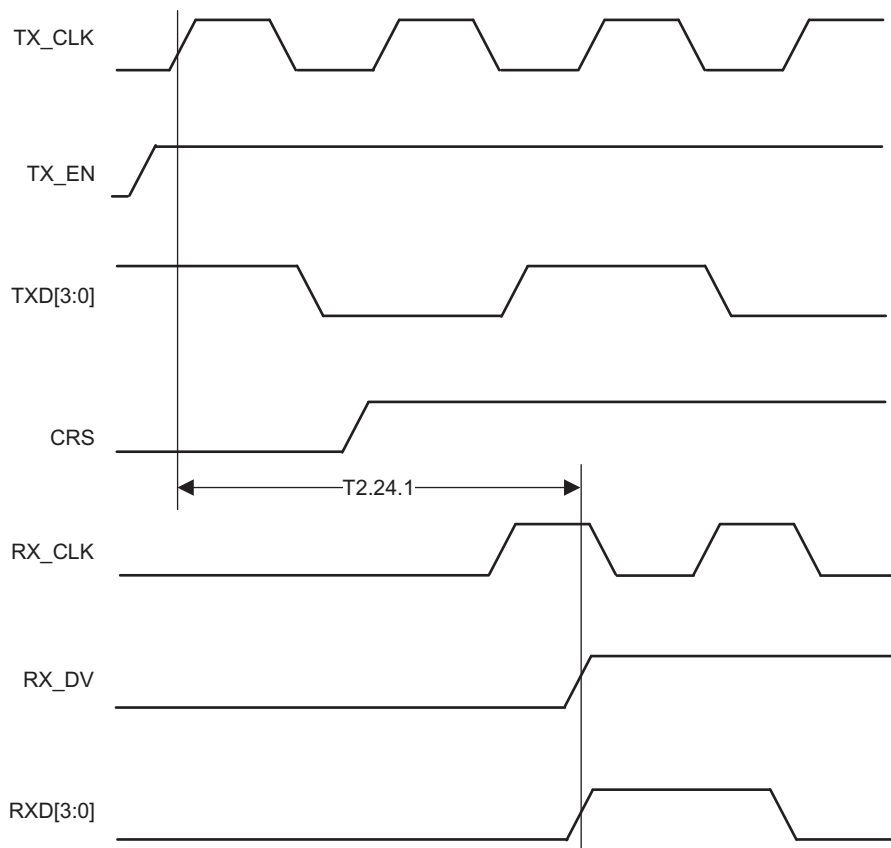 TX_CLK
TX_EN
TXD[3:0]
CRS
T2.24.1
RX_CLK
RX_DV
RXD[3:0]